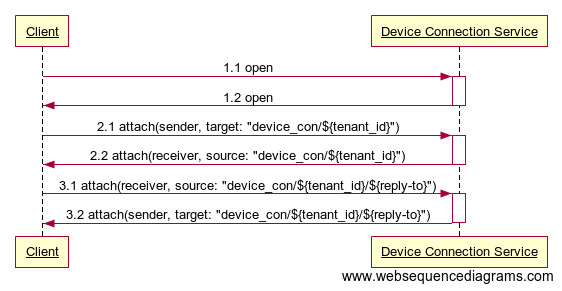 Client Device Connection Service
1.1 open
1.2 open
2.1 attach(sender, target: "device_con/${tenant_id}")
2.2 attach(receiver, source: "device_con/${tenant_id}")
3.1 attach(receiver, source: "device_con/${tenant_id}/${reply-to}")
3.2 attach(sender, target: "device_con/${tenant_id}/${reply-to}")
Client Device Connection Service
www.websequencediagrams.com